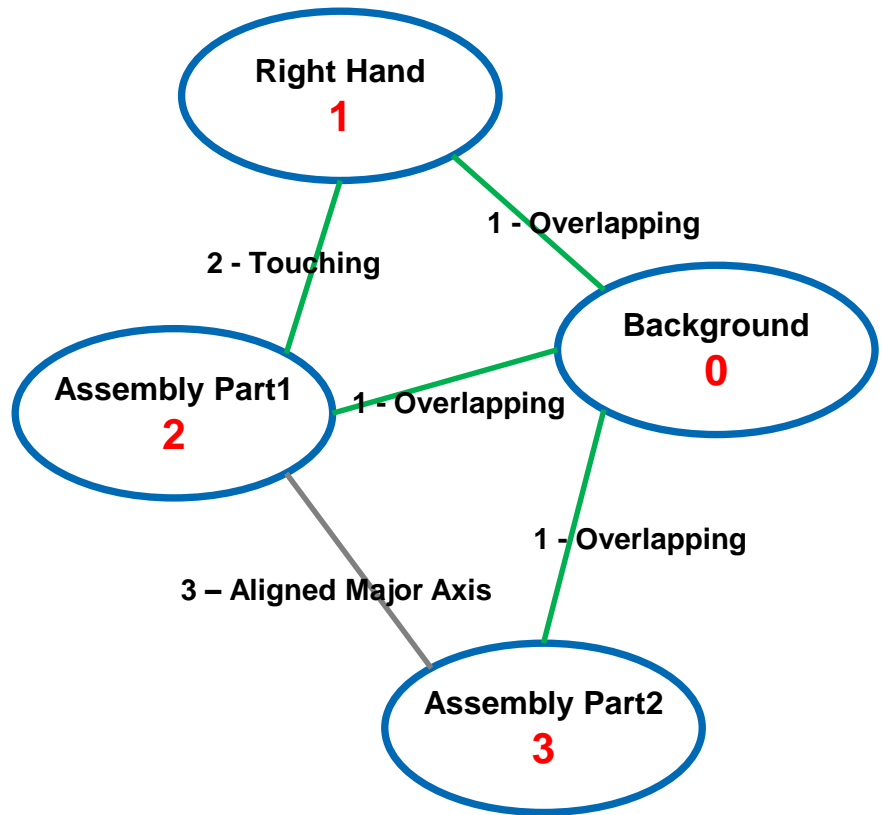 Right Hand
1
1 - Overlapping
2 - Touching
Background
0
Assembly Part1
2
1 - Overlapping
1 - Overlapping
3 – Aligned Major Axis
Assembly Part2
3